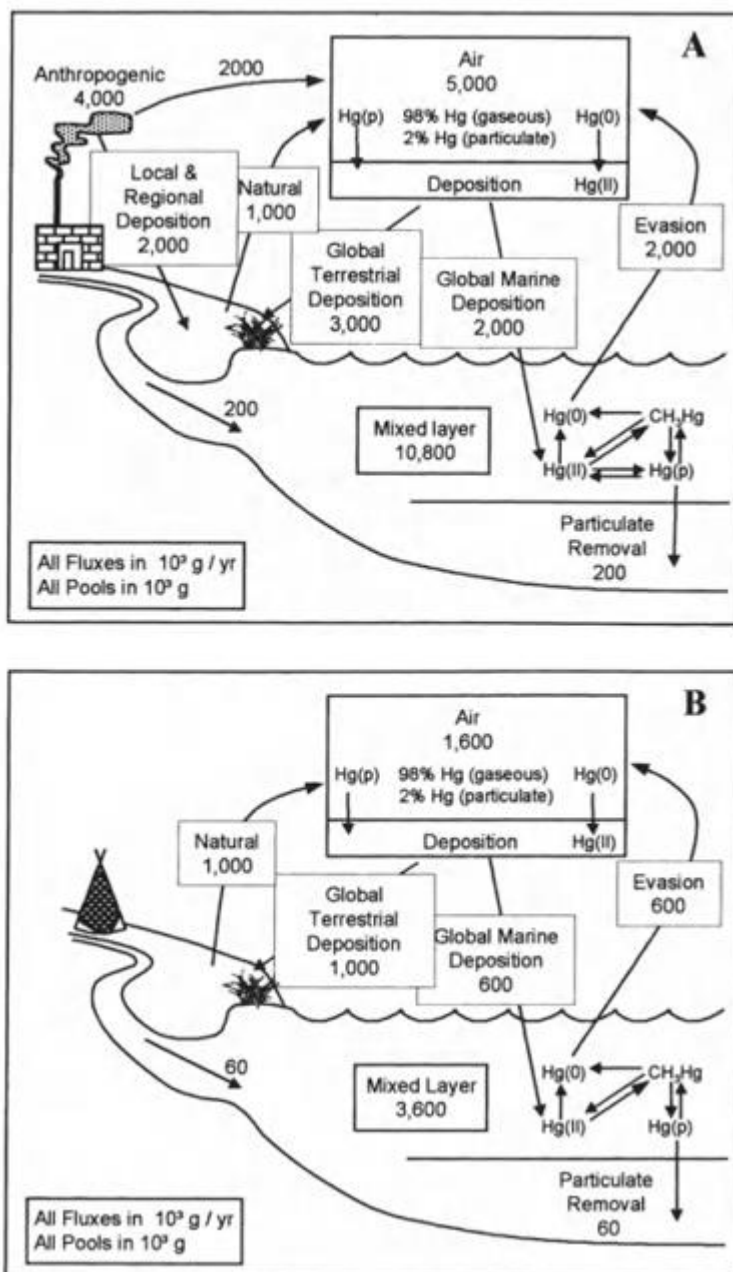 A
Anthropogenic
4,000
2000
Air
5,000
Hg(p) 98% Hg (gaseous) Hg(0)
2% Hg (particulate)
Deposition Hg(II)
Local &
Regional
Deposition
2,000
Natural
1,000
Global
Terrestrial
Deposition
3,000
Global Marine
Deposition
2,000
Evasion
2,000
200
Mixed layer
10,800
Hg(0) CH₃Hg
Hg(II) Hg(p)
Particulate
Removal
200
All Fluxes in 10³ g / yr
All Pools in 10³ g
B
Air
1,600
Hg(p) 98% Hg (gaseous) Hg(0)
2% Hg (particulate)
Deposition Hg(II)
Natural
1,000
Global
Terrestrial
Deposition
1,000
Global Marine
Deposition
600
Evasion
600
60
Mixed Layer
3,600
Hg(0) CH₃Hg
Hg(II) Hg(p)
Particulate
Removal
60
All Fluxes in 10³ g / yr
All Pools in 10³ g